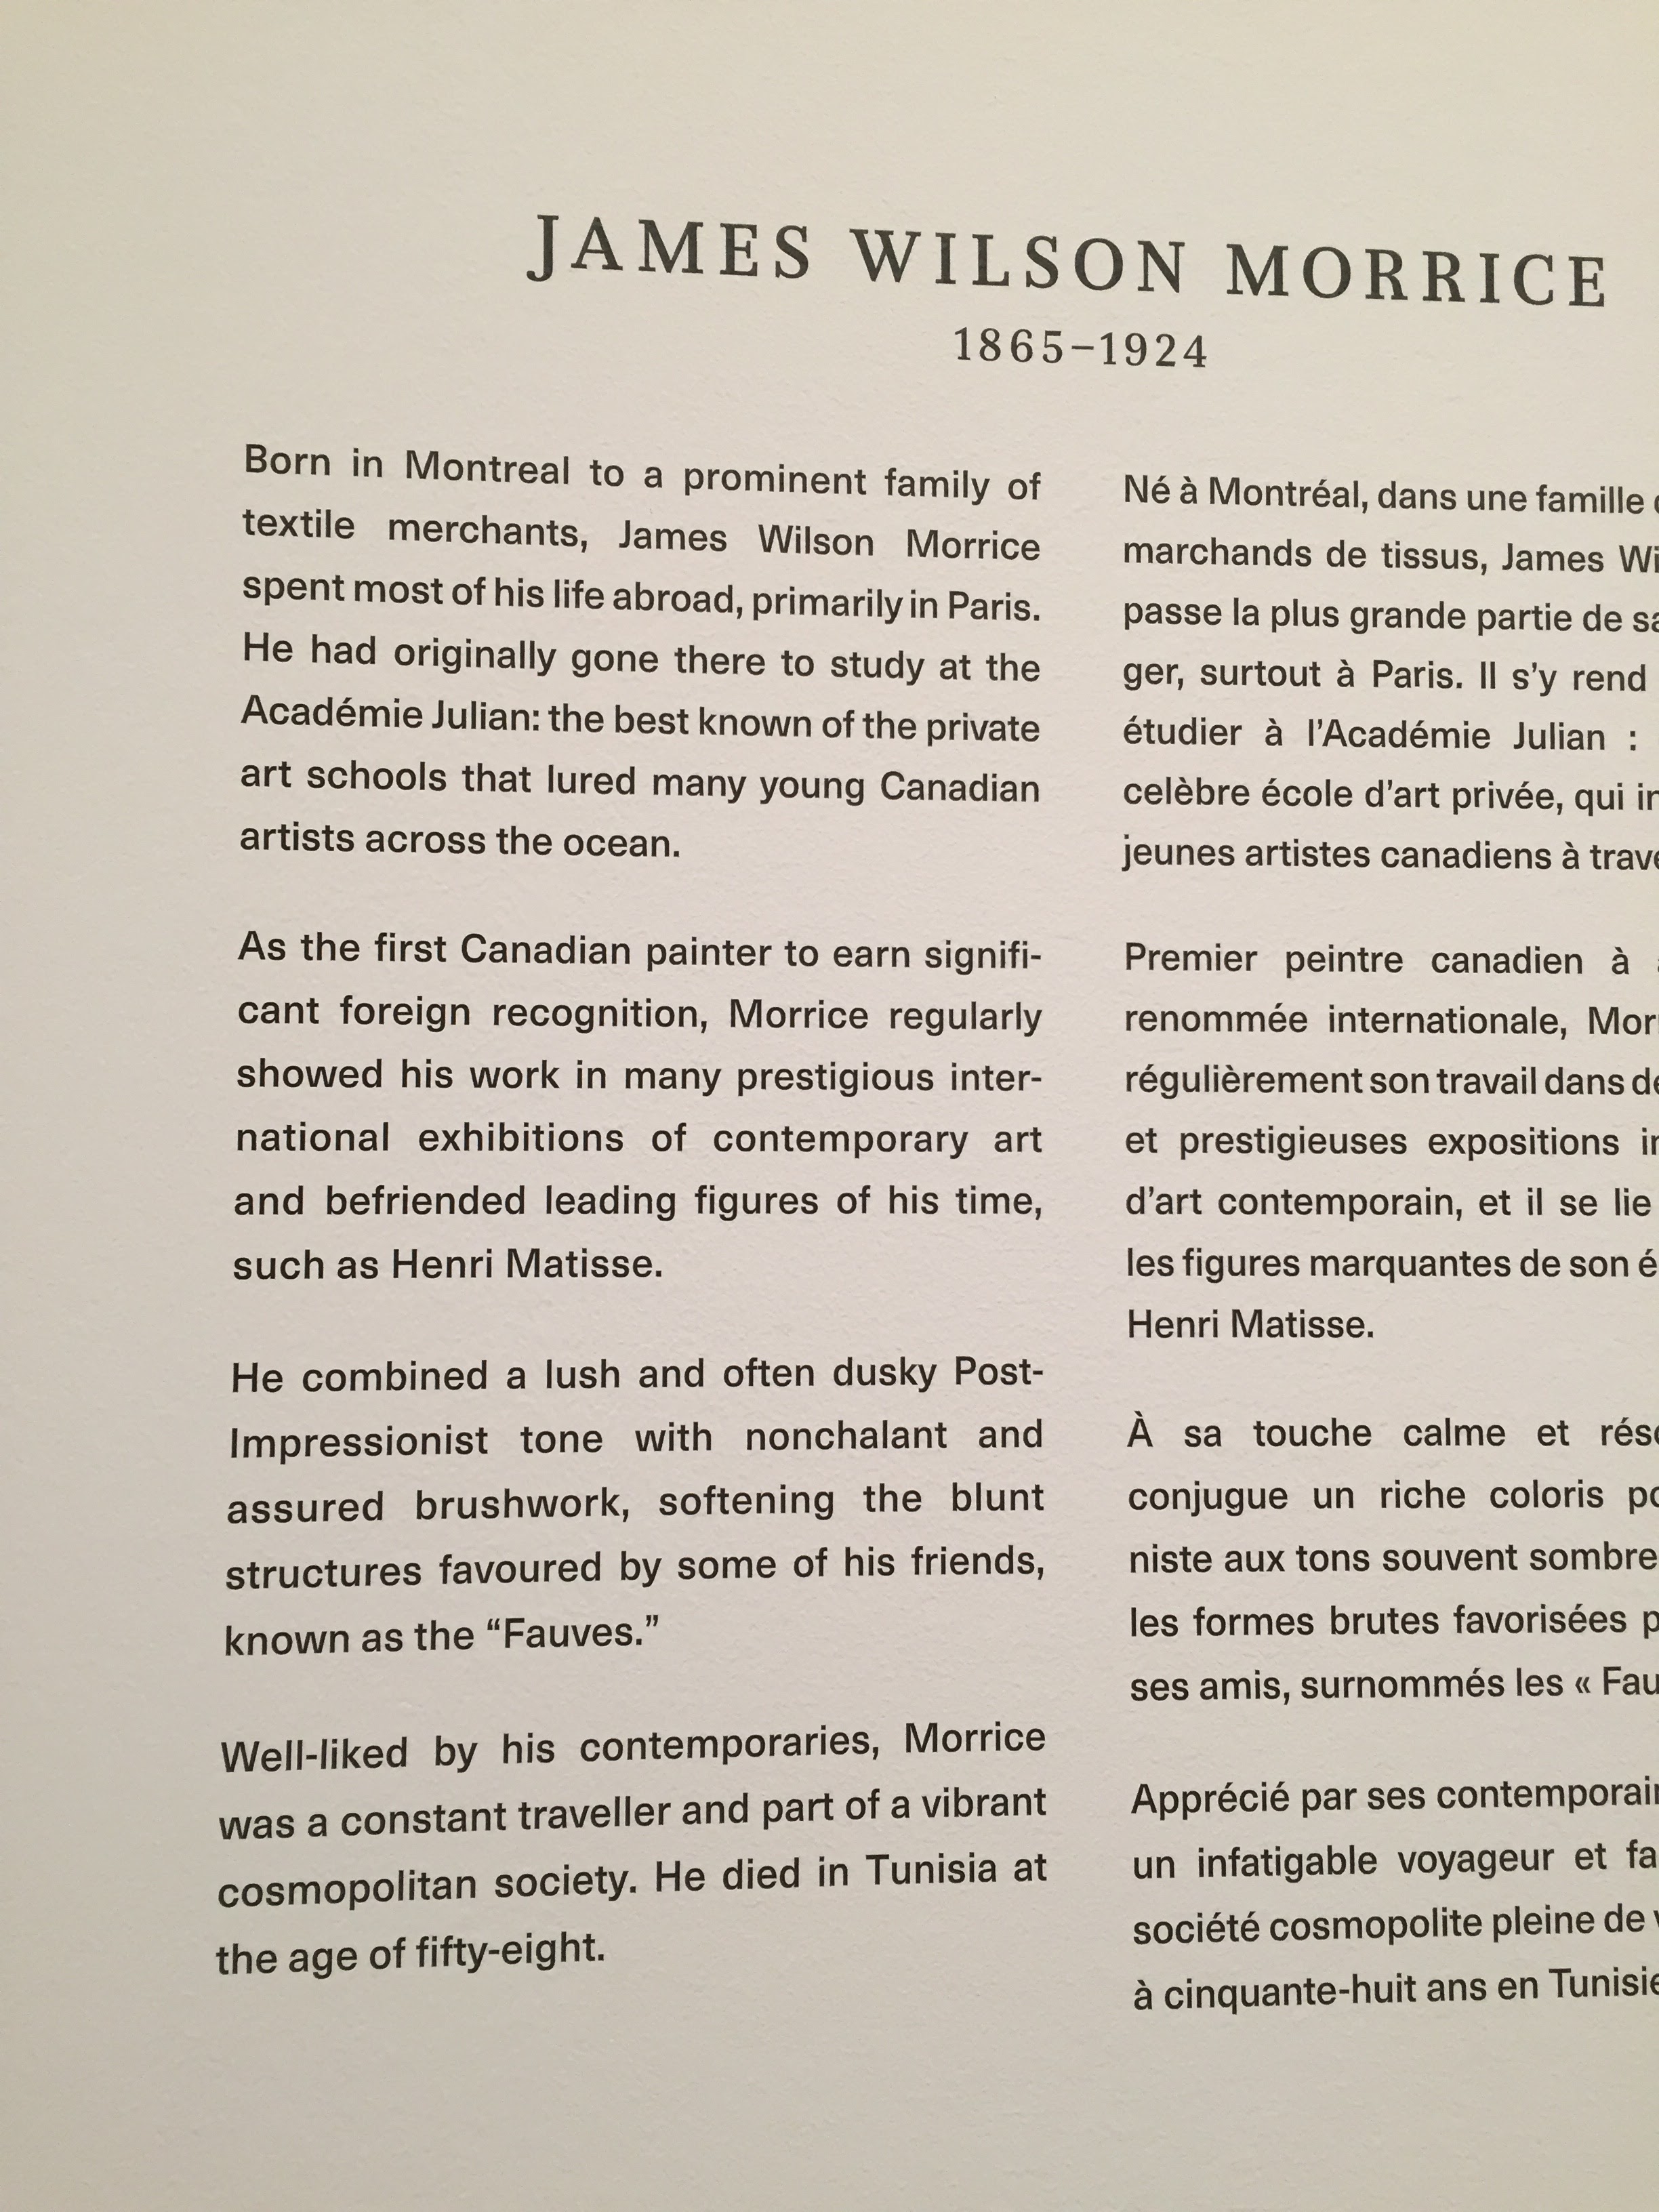 JAMES WILSON MORRICE
1865–1924
Born in Montreal to a prominent family of
textile merchants, James Wilson Morrice
spent most of his life abroad, primarily in Paris.
He had originally gone there to study at the
Académie Julian: the best known of the private
art schools that lured many young Canadian
artists across the ocean.
As the first Canadian painter to earn signifi-
cant foreign recognition, Morrice regularly
showed his work in many prestigious inter-
national exhibitions of contemporary art
and befriended leading figures of his time,
such as Henri Matisse.
He combined a lush and often dusky Post-
Impressionist tone with nonchalant and
assured brushwork, softening the blunt
structures favoured by some of his friends,
known as the “Fauves.”
Well-liked by his contemporaries, Morrice
was a constant traveller and part of a vibrant
cosmopolitan society. He died in Tunisia at
the age of fifty-eight.
Né à Montréal, dans une famille
marchands de tissus, James
passe la plus grande partie de
ger, surtout à Paris. Il s’y rend
étudier à l’Académie Julian :
celèbre école d’art privée, qui
jeunes artistes canadiens à
Premier peintre canadien à
renommée internationale,
régulièrement son travail dans
et prestigieuses expositions
d’art contemporain, et il se lie
les figures marquantes de son
Henri Matisse.
À sa touche calme et
conjugue un riche coloris
niste aux tons souvent
les formes brutes favorisées
ses amis, surnommés les «
Apprécié par ses
un infatigable voyageur et
société cosmopolite pleine de
à cinquante-huit ans en